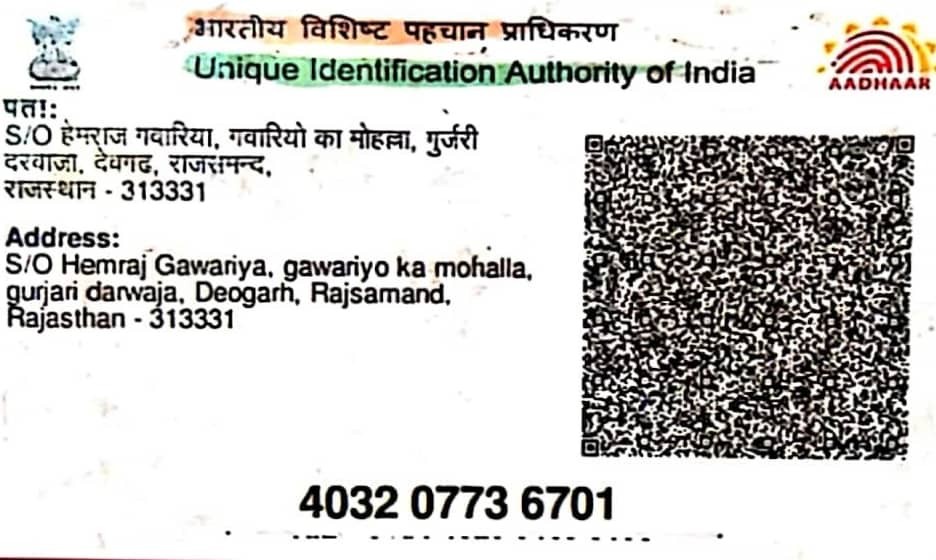 भारतीय विशिष्ट पहचान प्राधिकरण
Unique Identification Authority of India
AADHAAR
पता:
S/O हेमराज गवारिया, गवारियो का मोहल्ला, गुर्जरी
दरवाजा, देवगढ, राजसमन्द,
राजस्थान - 313331
Address:
S/O Hemraj Gawariya, gawariyo ka mohalla,
gurjari darwaja, Deogarh, Rajsamand,
Rajasthan - 313331
4032 0773 6701